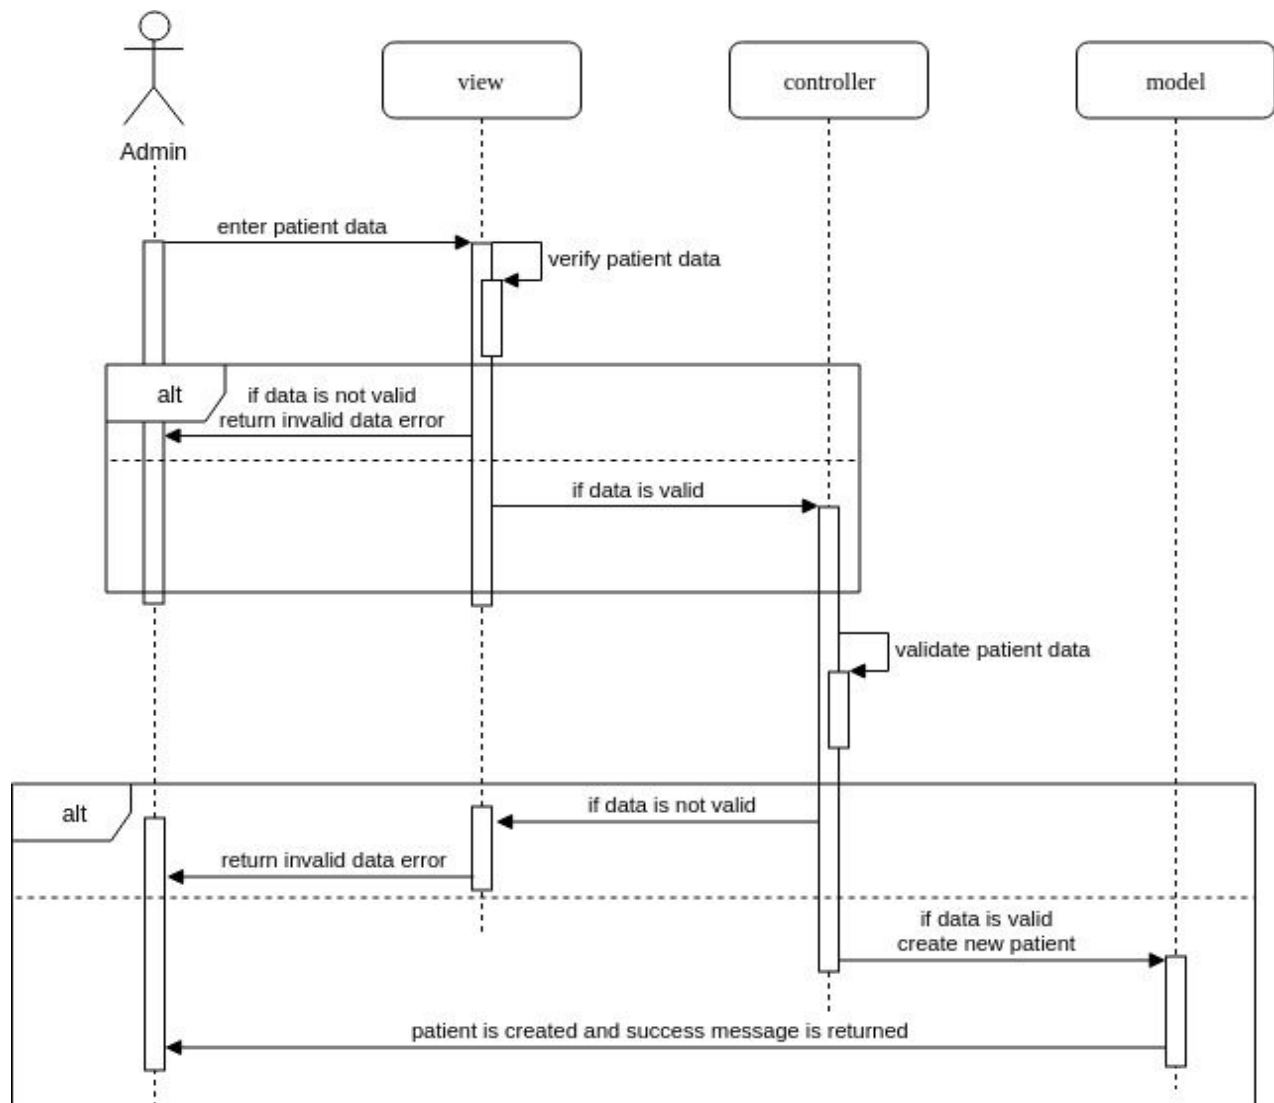 view
controller
model
Admin
enter patient data
verify patient data
alt
if data is not valid
return invalid data error
if data is valid
validate patient data
alt
if data is not valid
return invalid data error
if data is valid
create new patient
patient is created and success message is returned